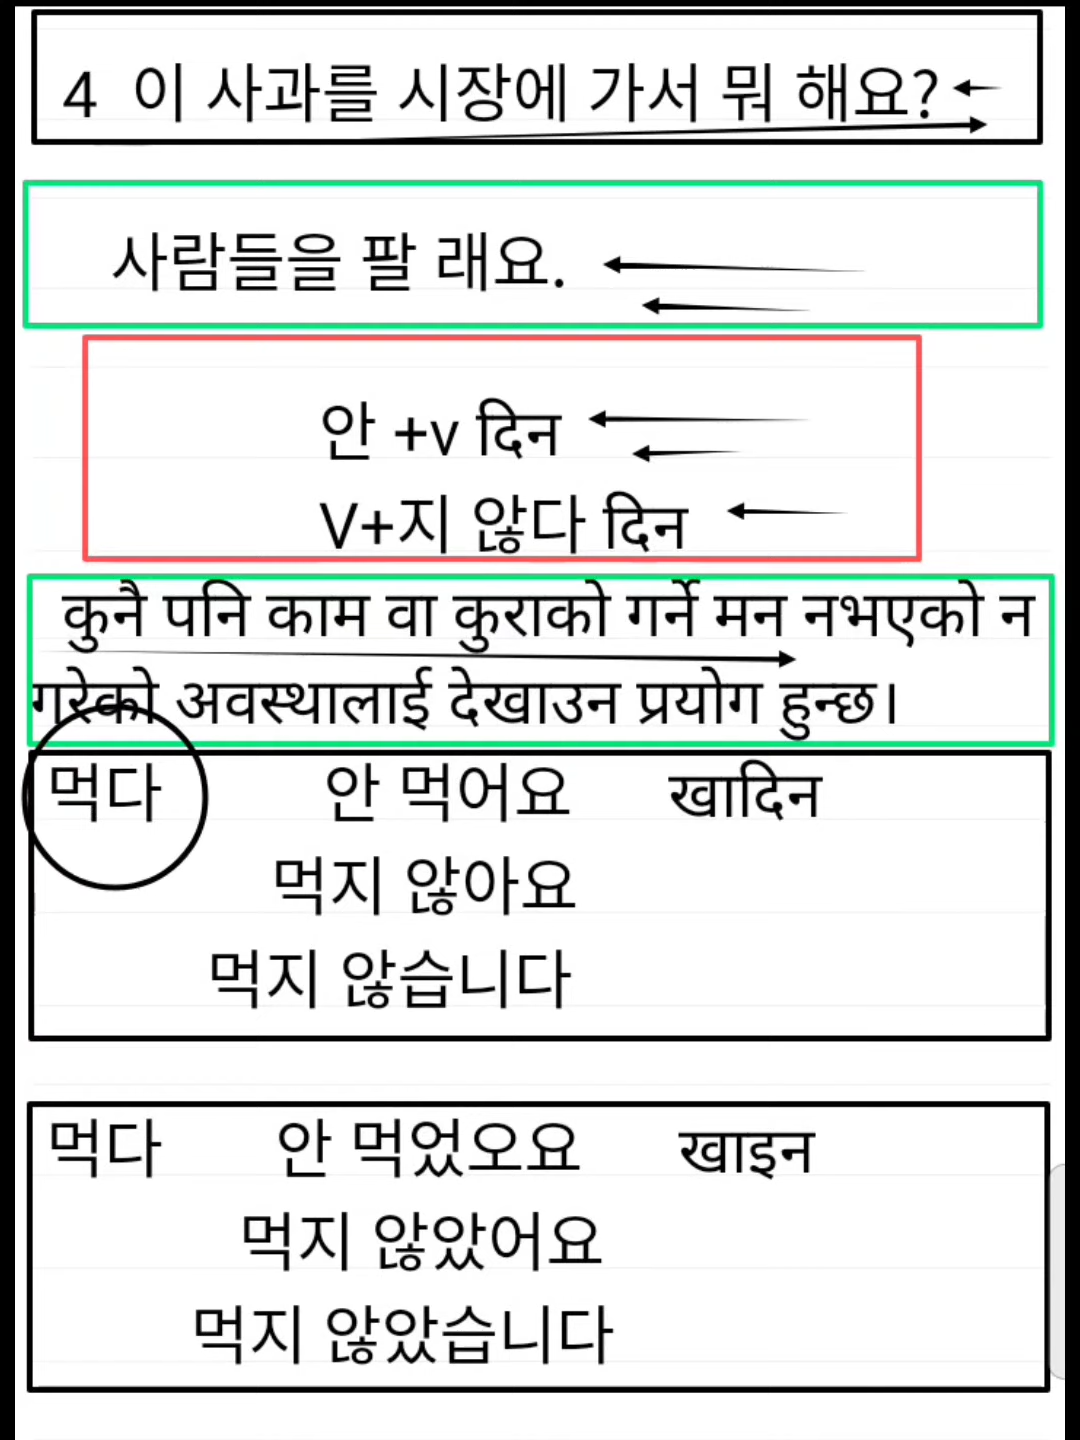 4 이 사과를 시장에 가서 뭐 해요?
사람들을 팔 래요.
안 +v दिन
V+지 않다 दिन
कुनै पनि काम वा कुराको गर्ने मन नभएको न
गरेको अवस्थालाई देखाउन प्रयोग हुन्छ।
먹다 안 먹어요 खादिन
먹지 않아요
먹지 않습니다
먹다 안 먹었오요 खाइन
먹지 않았어요
먹지 않았습니다